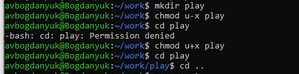 avbogdanyuk@Bogdanyuk:~/work$ mkdir play
avbogdanyuk@Bogdanyuk:~/work$ chmod u-x play
avbogdanyuk@Bogdanyuk:~/work$ cd play
-bash: cd: play: Permission denied
avbogdanyuk@Bogdanyuk:~/work$ chmod u+x play
avbogdanyuk@Bogdanyuk:~/work$ cd play
avbogdanyuk@Bogdanyuk:~/work/play$ cd ..